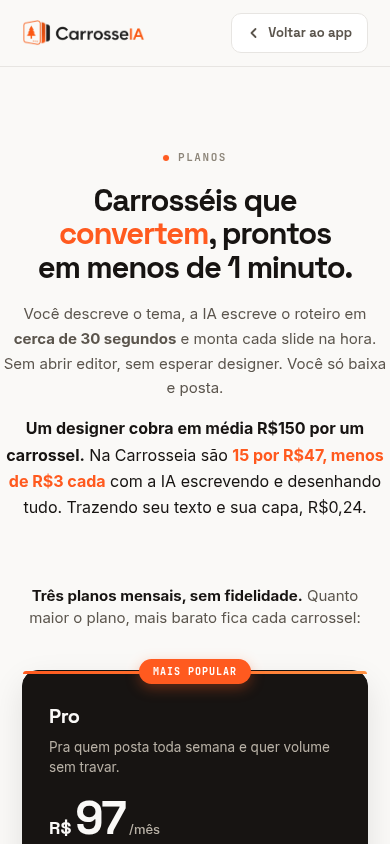 CarrosseIA
Voltar ao app
PLANOS
Carrosséis que
convertem, prontos
em menos de 1 minuto.
Você descreve o tema, a IA escreve o roteiro em
cerca de 30 segundos e monta cada slide na hora.
Sem abrir editor, sem esperar designer. Você só baixa
e posta.
Um designer cobra em média R$150 por um
carrossel. Na Carrosseia são 15 por R$47, menos
de R$3 cada com a IA escrevendo e desenhando
tudo. Trazendo seu texto e sua capa, R$0,24.
Três planos mensais, sem fidelidade. Quanto
maior o plano, mais barato fica cada carrossel:
MAIS POPULAR
Pro
Pra quem posta toda semana e quer volume
sem travar.
R$97/mês